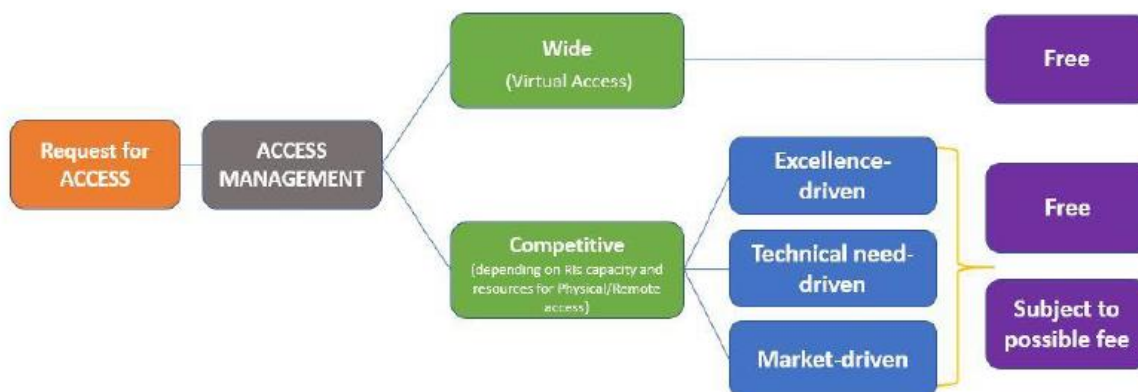 Wide
(Virtual Access)
Free
Request for
ACCESS
ACCESS
MANAGEMENT
Excellence-
driven
Free
Competitive
(depending on RIs capacity and
resources for Physical/Remote
access)
Technical need-
driven
Subject to
possible fee
Market-driven